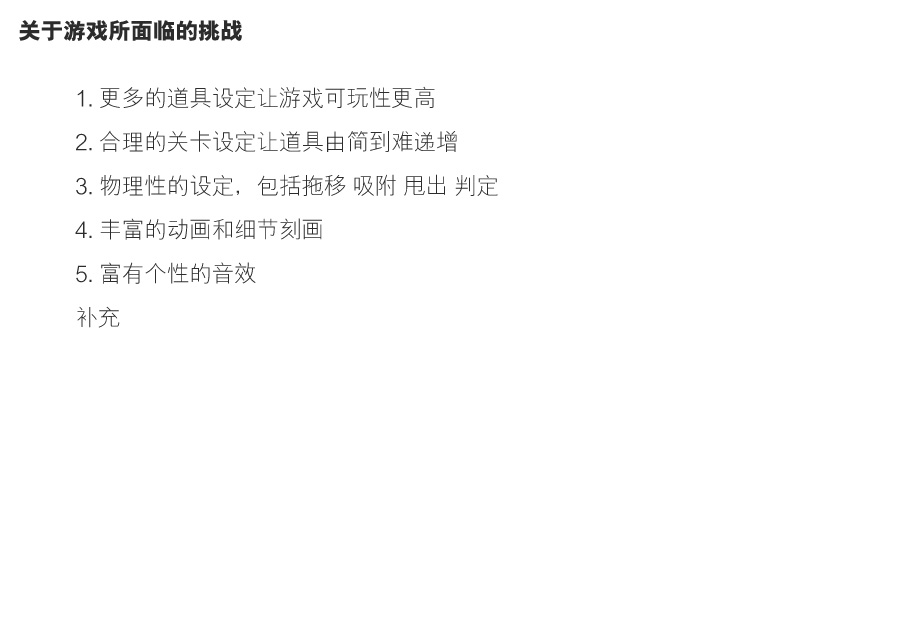 关于游戏所面临的挑战
1. 更多的道具设定让游戏可玩性更高
2. 合理的关卡设定让道具由简到难递增
3. 物理性的设定，包括拖移 吸附 甩出 判定
4. 丰富的动画和细节刻画
5. 富有个性的音效
补充